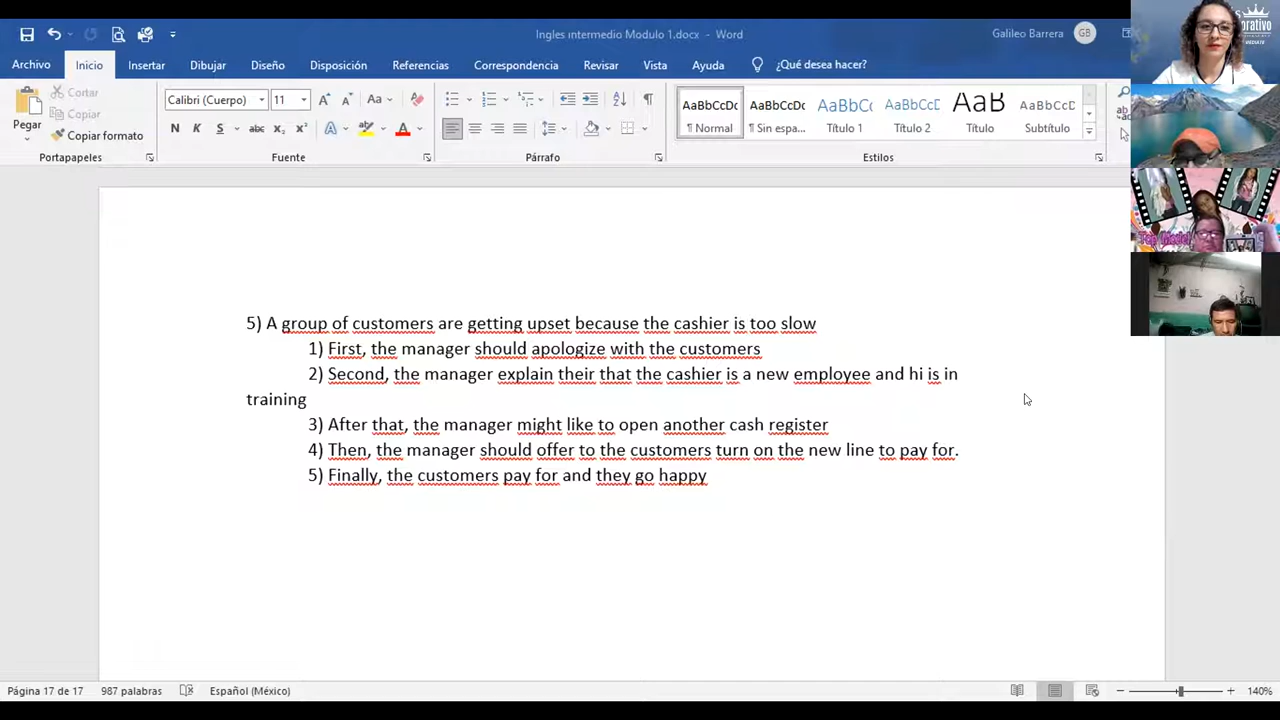 Ingles intermedio Modulo 1.docx - Word
Galileo Barrera
GB
Archivo Inicio Insertar Dibujar Diseño Disposición Referencias Correspondencia Revisar Vista Ayuda ¿Qué desea hacer?
Pegar
Cortar
Copiar
Copiar formato
Portapapeles
Calibri (Cuerpo) 11
N K S abc x₂ x²
Fuente
Párrafo
AaBbCcDc AaBbCcDc AaBbCcD AaBbCcD AaB AaBbCcD
¶ Normal ¶ Sin espa... Título 1 Título 2 Título Subtítulo
Estilos
5) A group of customers are getting upset because the cashier is too slow
1) First, the manager should apologize with the customers
2) Second, the manager explain their that the cashier is a new employee and hi is in
training
3) After that, the manager might like to open another cash register
4) Then, the manager should offer to the customers turn on the new line to pay for.
5) Finally, the customers pay for and they go happy
Página 17 de 17 987 palabras Español (México) 140%